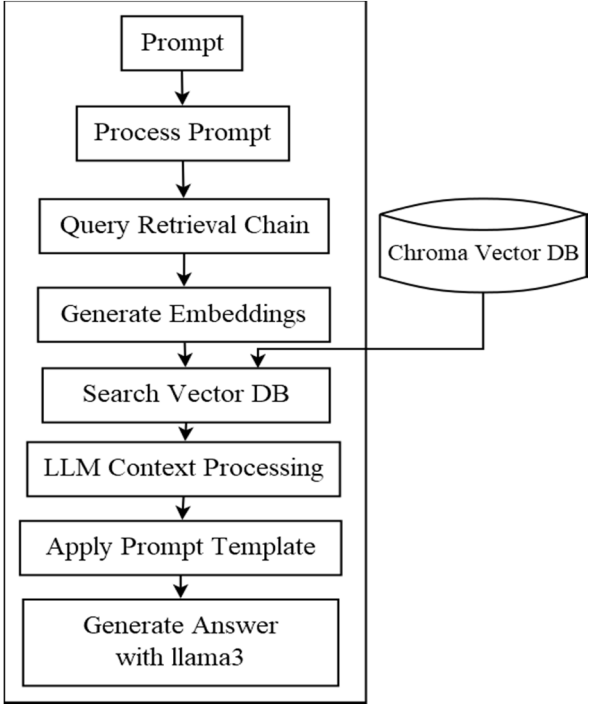 Prompt
Process Prompt
Query Retrieval Chain
Chroma Vector DB
Generate Embeddings
Search Vector DB
LLM Context Processing
Apply Prompt Template
Generate Answer
with llama3